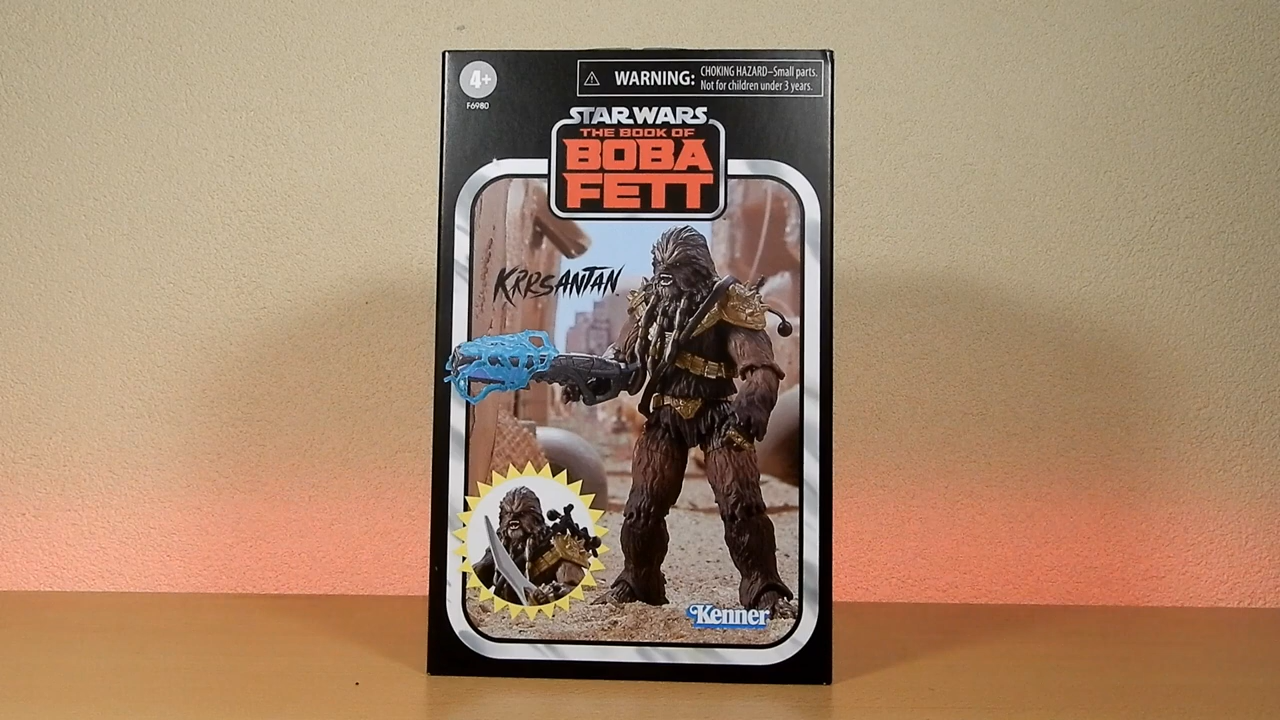 4+
F6980
WARNING: CHOKING HAZARD–Small parts.
Not for children under 3 years.
STAR WARS
THE BOOK OF
BOBA
FETT
KRRSANTAN
Kenner